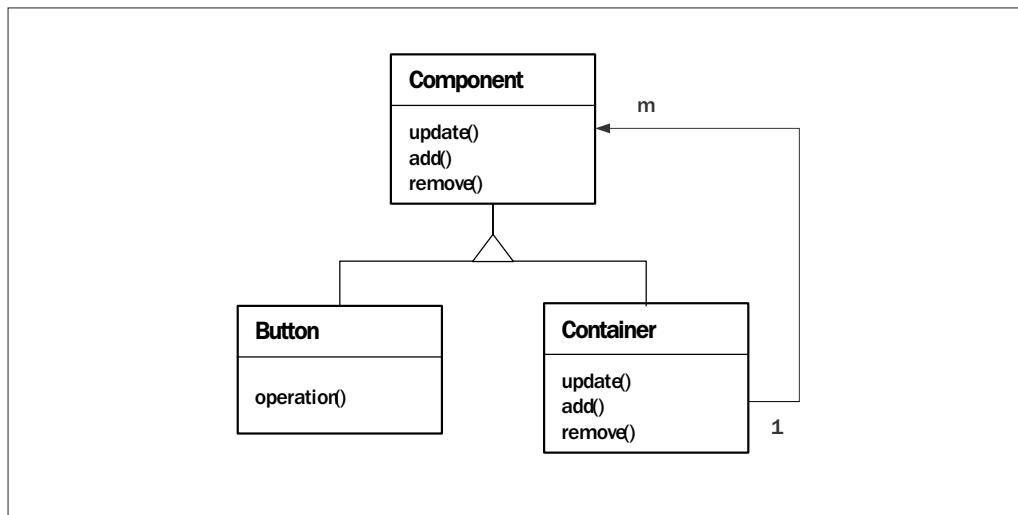 Component
m
update()
add()
remove()
Button
Container
operation()
update()
add()
remove()
1